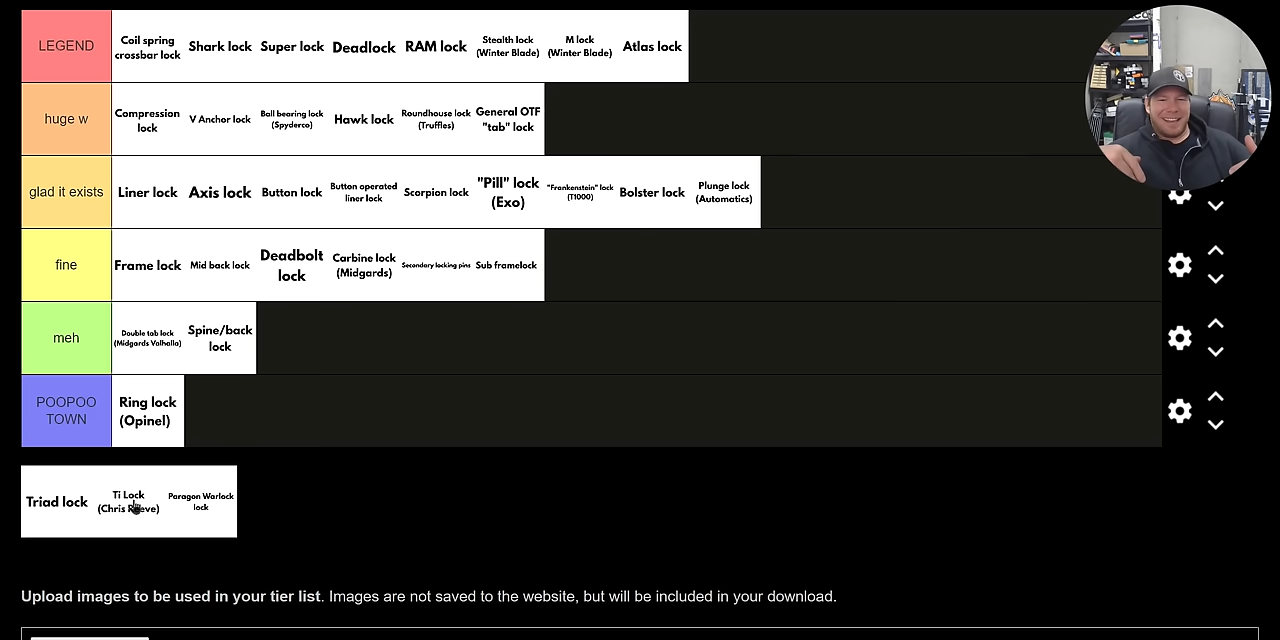 LEGEND
Coil spring
crossbar lock
Shark lock
Super lock
Deadlock
RAM lock
Stealth lock
(Winter Blade)
M lock
(Winter Blade)
Atlas lock
huge w
Compression
lock
V Anchor lock
Ball bearing lock
(Spyderco)
Hawk lock
Roundhouse lock
(Truffles)
General OTF
"tab" lock
glad it exists
Liner lock
Axis lock
Button lock
Button operated
liner lock
Scorpion lock
"Pill" lock
(Exo)
"Frankenstein" lock
(T1000)
Bolster lock
Plunge lock
(Automatics)
fine
Frame lock
Mid back lock
Deadbolt
lock
Carbine lock
(Midgards)
Secondary locking pins
Sub framelock
meh
Double tab lock
(Midgards Valhalla)
Spine/back
lock
POOPOO
TOWN
Ring lock
(Opinel)
Triad lock
Ti Lock
(Chris Reeve)
Paragon Warlock
lock
Upload images to be used in your tier list. Images are not saved to the website, but will be included in your download.